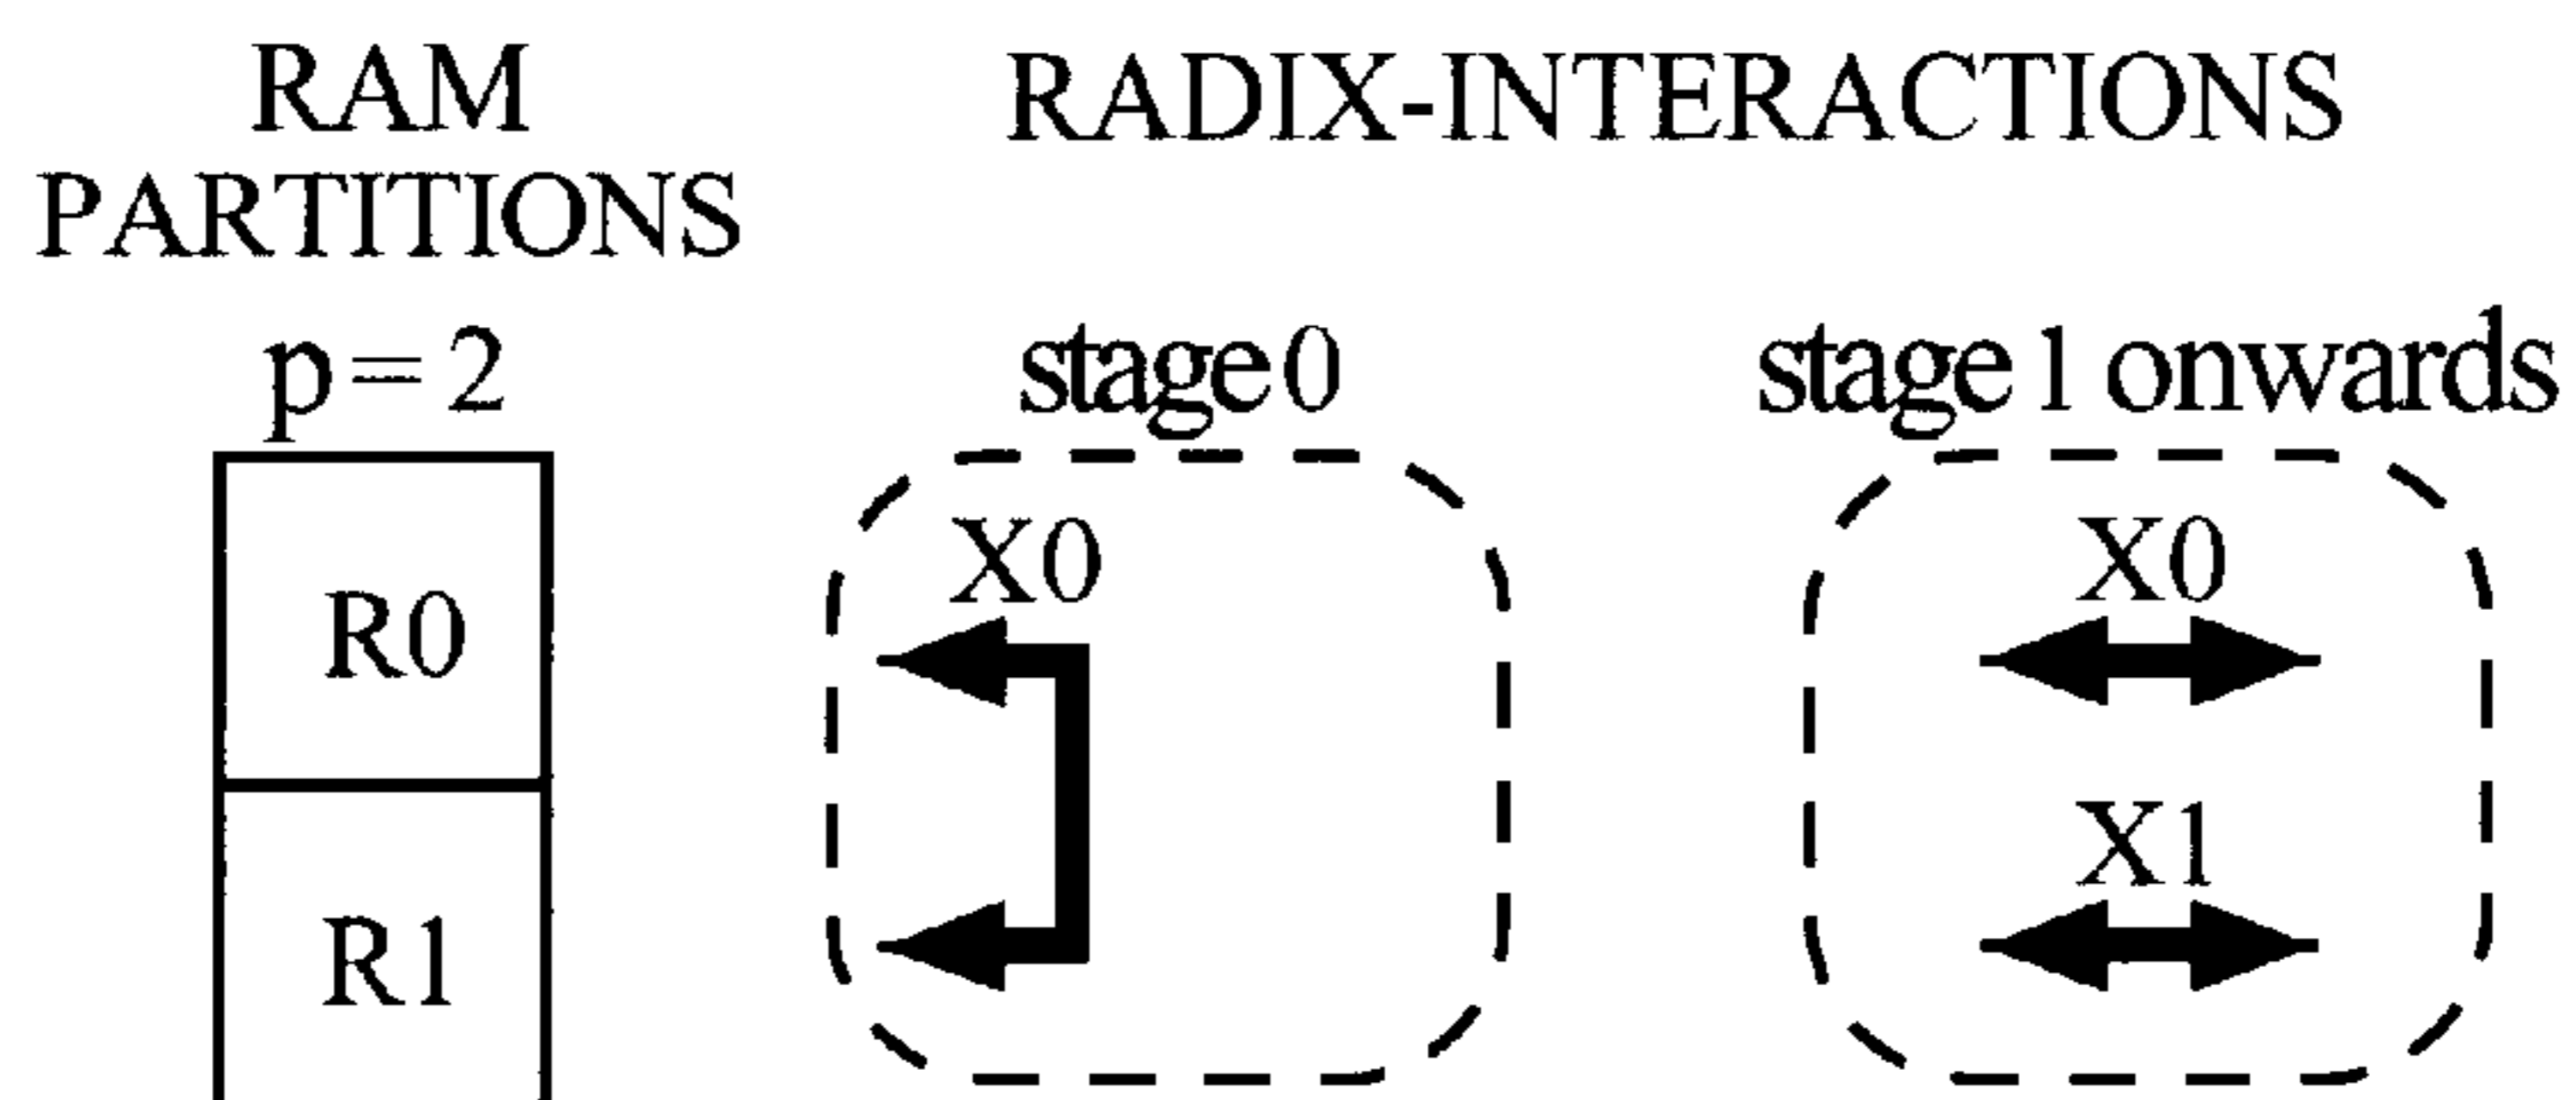 RAM
PARTITIONS
RADIX-INTERACTIONS
p = 2
stage 0
stage 1 onwards
R0
R1
X0
X0
X1